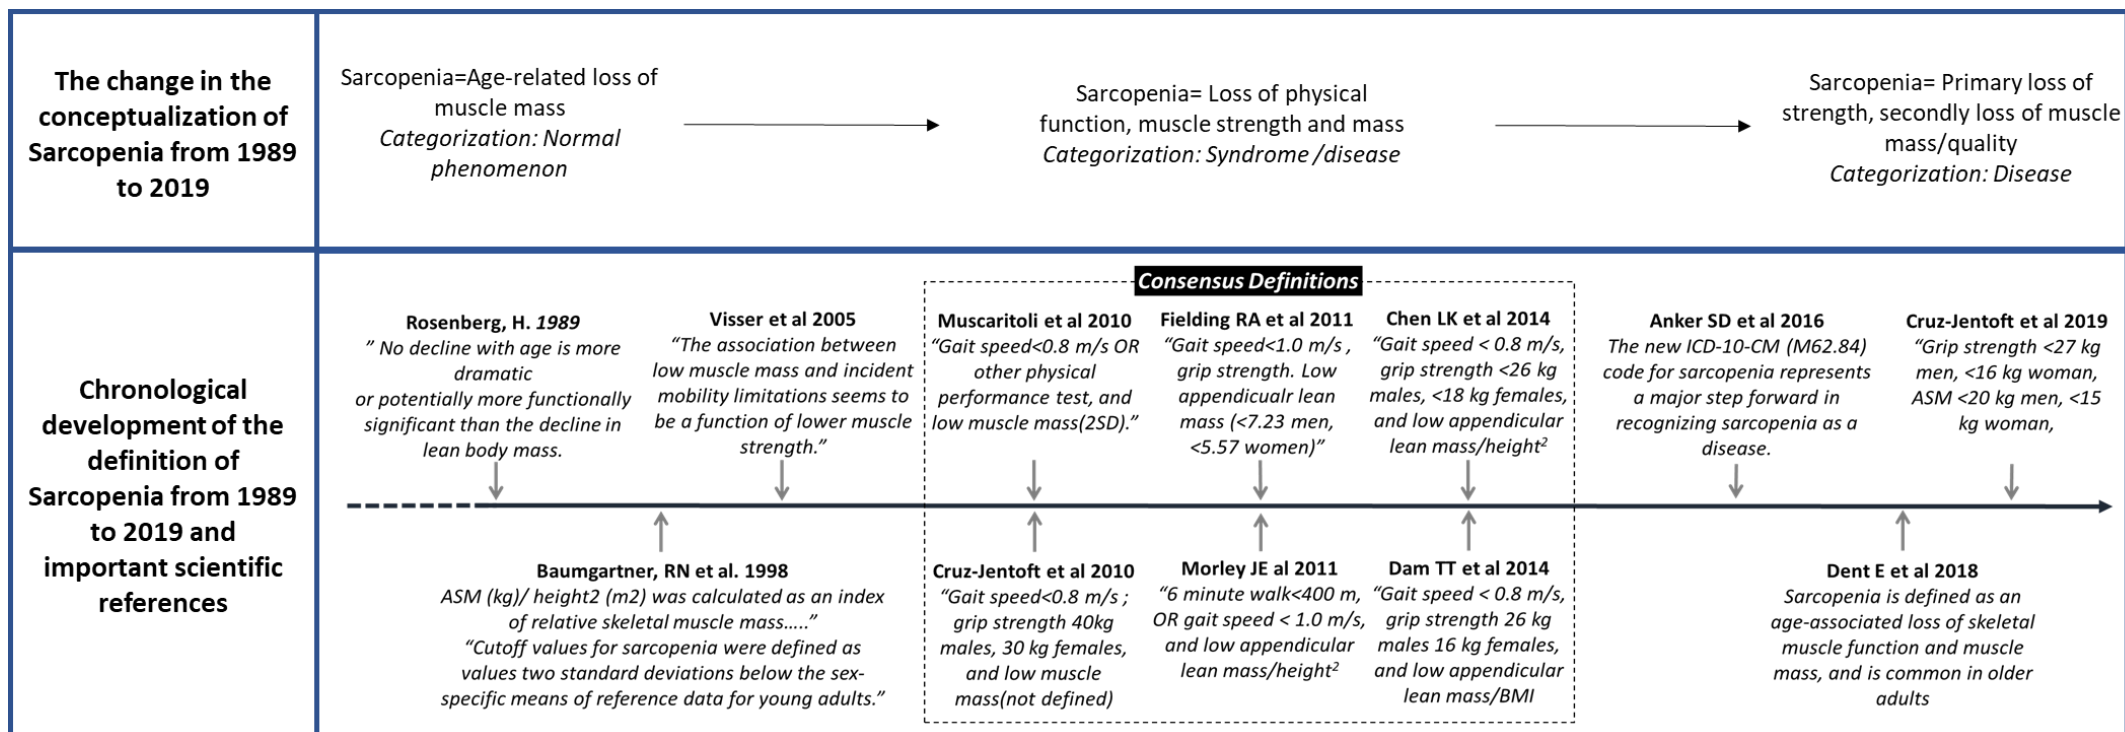 The change in the
conceptualization of
Sarcopenia from 1989
to 2019
Sarcopenia=Age-related loss of
muscle mass
Categorization: Normal
phenomenon
Sarcopenia= Loss of physical
function, muscle strength and mass
Categorization: Syndrome /disease
Sarcopenia= Primary loss of
strength, secondly loss of muscle
mass/quality
Categorization: Disease
Chronological
development of the
definition of
Sarcopenia from 1989
to 2019 and
important scientific
references
Consensus Definitions
Rosenberg, H. 1989
” No decline with age is more
dramatic
or potentially more functionally
significant than the decline in
lean body mass.
Visser et al 2005
“The association between
low muscle mass and incident
mobility limitations seems to
be a function of lower muscle
strength.”
Muscaritoli et al 2010
“Gait speed<0.8 m/s OR
other physical
performance test, and
low muscle mass(2SD).”
Fielding RA et al 2011
“Gait speed<1.0 m/s ,
grip strength. Low
appendicualr lean
mass (<7.23 men,
<5.57 women)”
Chen LK et al 2014
“Gait speed < 0.8 m/s,
grip strength <26 kg
males, <18 kg females,
and low appendicular
lean mass/height²
Anker SD et al 2016
The new ICD-10-CM (M62.84)
code for sarcopenia represents
a major step forward in
recognizing sarcopenia as a
disease.
Cruz-Jentoft et al 2019
“Grip strength <27 kg
men, <16 kg woman,
ASM <20 kg men, <15
kg woman,
Baumgartner, RN et al. 1998
ASM (kg)/ height2 (m2) was calculated as an index
of relative skeletal muscle mass.....”
“Cutoff values for sarcopenia were defined as
values two standard deviations below the sex-
specific means of reference data for young adults.”
Cruz-Jentoft et al 2010
“Gait speed<0.8 m/s ;
grip strength 40kg
males, 30 kg females,
and low muscle
mass(not defined)
Morley JE al 2011
“6 minute walk<400 m,
OR gait speed < 1.0 m/s,
and low appendicular
lean mass/height²
Dam TT et al 2014
“Gait speed < 0.8 m/s,
grip strength 26 kg
males 16 kg females,
and low appendicular
lean mass/BMI
Dent E et al 2018
Sarcopenia is defined as an
age-associated loss of skeletal
muscle function and muscle
mass, and is common in older
adults